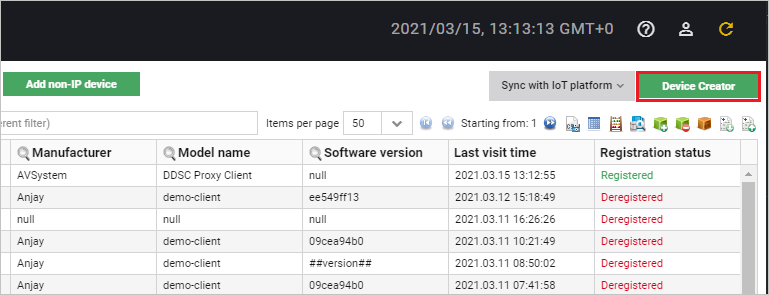 2021/03/15, 13:13:13 GMT+0
Add non-IP device
Sync with IoT platform
Device Creator
erent filter)
Items per page 50
Starting from: 1
Manufacturer Model name Software version Last visit time Registration status
AVSystem DDSC Proxy Client null 2021.03.15 13:12:55 Registered
Anjay demo-client ee549ff13 2021.03.12 15:18:49 Deregistered
null null null 2021.03.11 16:26:26 Deregistered
Anjay demo-client 09cea94b0 2021.03.11 10:21:49 Deregistered
Anjay demo-client ##version## 2021.03.11 08:50:02 Deregistered
Anjay demo-client 09cea94b0 2021.03.11 07:41:58 Deregistered